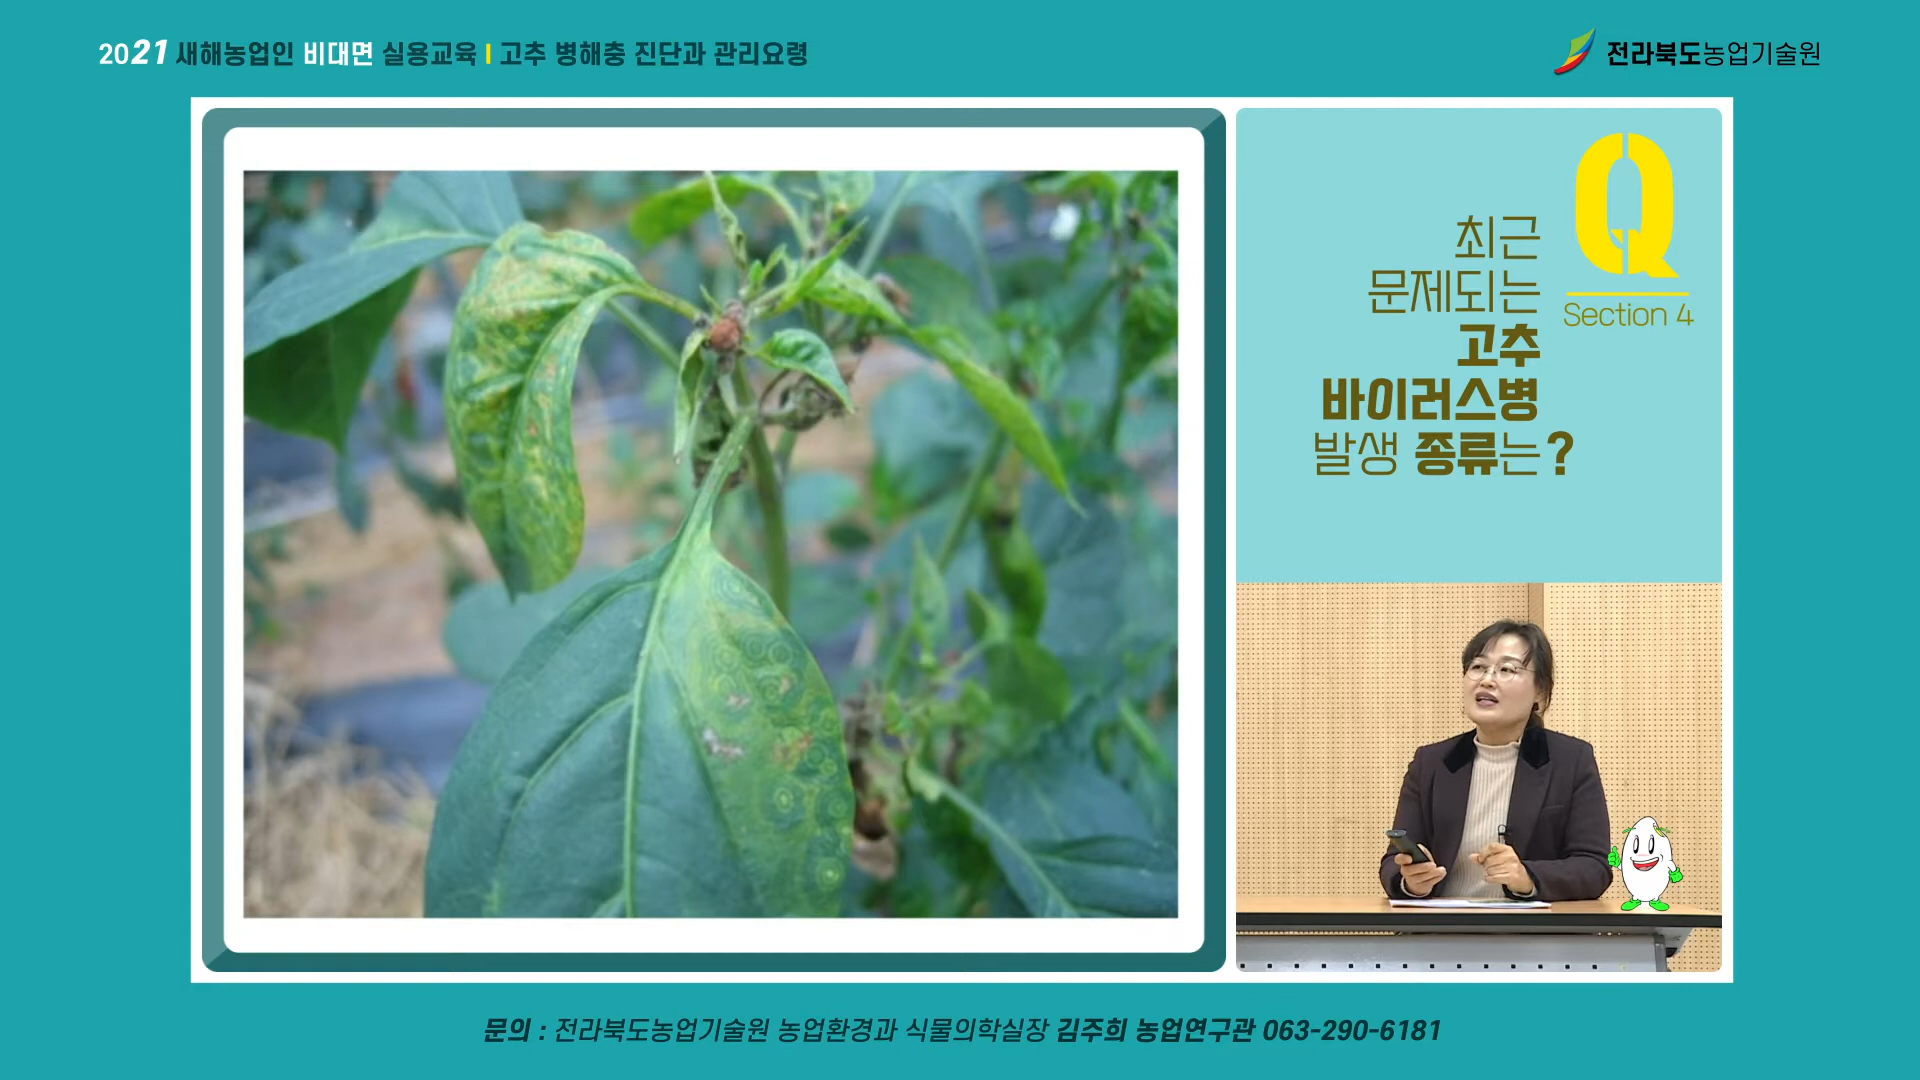 2021 새해농업인 비대면 실용교육 I 고추 병해충 진단과 관리요령
전라북도농업기술원
Q
Section 4
최근
문제되는
고추
바이러스병
발생 종류는?
문의 : 전라북도농업기술원 농업환경과 식물의학실장 김주희 농업연구관 063-290-6181